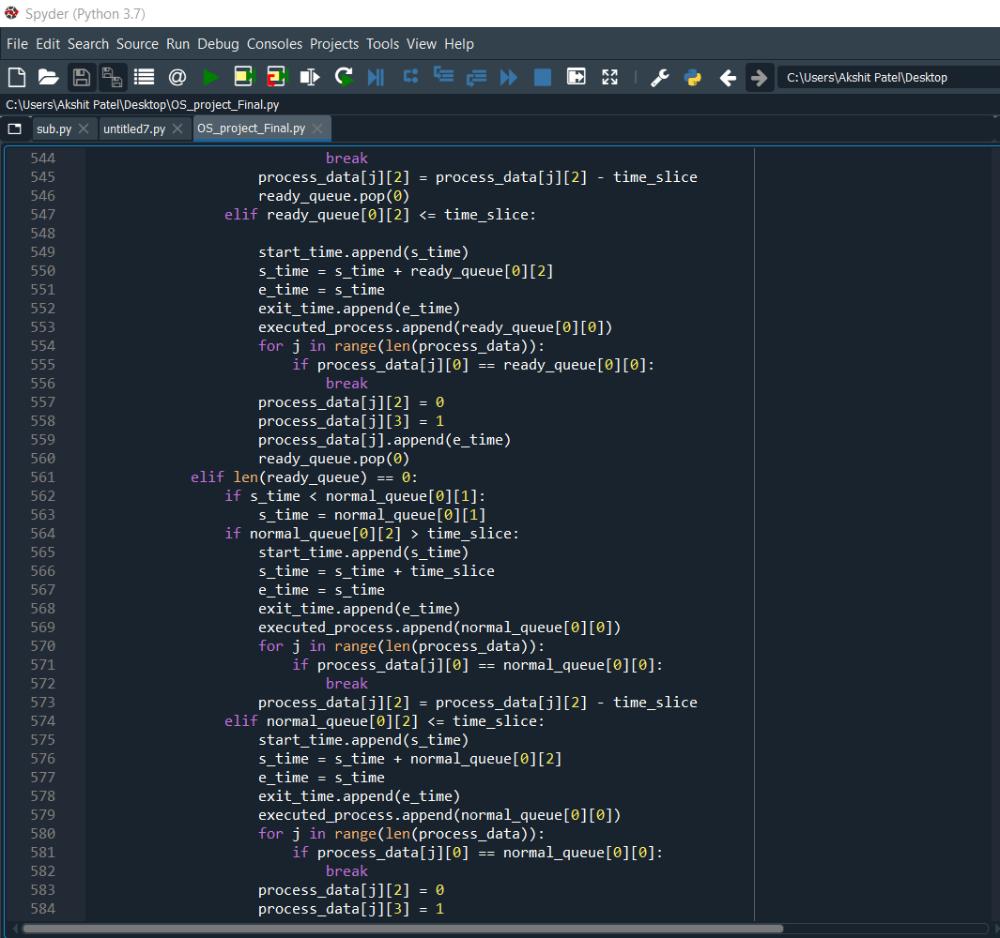 Spyder (Python 3.7)
File Edit Search Source Run Debug Consoles Projects Tools View Help
C:\Users\Akshit Patel\Desktop
C:\Users\Akshit Patel\Desktop\OS_project_Final.py
sub.py untitled7.py OS_project_Final.py
544 break
545 process_data[j][2] = process_data[j][2] - time_slice
546 ready_queue.pop(0)
547 elif ready_queue[0][2] <= time_slice:
548
549 start_time.append(s_time)
550 s_time = s_time + ready_queue[0][2]
551 e_time = s_time
552 exit_time.append(e_time)
553 executed_process.append(ready_queue[0][0])
554 for j in range(len(process_data)):
555 if process_data[j][0] == ready_queue[0][0]:
556 break
557 process_data[j][2] = 0
558 process_data[j][3] = 1
559 process_data[j].append(e_time)
560 ready_queue.pop(0)
561 elif len(ready_queue) == 0:
562 if s_time < normal_queue[0][1]:
563 s_time = normal_queue[0][1]
564 if normal_queue[0][2] > time_slice:
565 start_time.append(s_time)
566 s_time = s_time + time_slice
567 e_time = s_time
568 exit_time.append(e_time)
569 executed_process.append(normal_queue[0][0])
570 for j in range(len(process_data)):
571 if process_data[j][0] == normal_queue[0][0]:
572 break
573 process_data[j][2] = process_data[j][2] - time_slice
574 elif normal_queue[0][2] <= time_slice:
575 start_time.append(s_time)
576 s_time = s_time + normal_queue[0][2]
577 e_time = s_time
578 exit_time.append(e_time)
579 executed_process.append(normal_queue[0][0])
580 for j in range(len(process_data)):
581 if process_data[j][0] == normal_queue[0][0]:
582 break
583 process_data[j][2] = 0
584 process_data[j][3] = 1